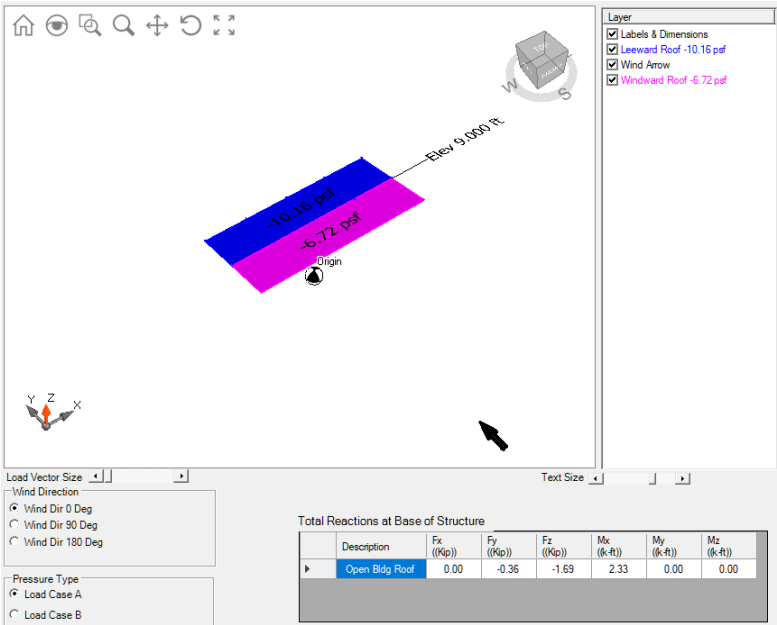 TOP
W
S
Elev 9.000 ft
-10.16 psf
-6.72 psf
Origin
Y Z X
Layer
Labels & Dimensions
Leeward Roof -10.16 psf
Wind Arrow
Windward Roof -6.72 psf
Load Vector Size
Text Size
Wind Direction
Wind Dir 0 Deg
Wind Dir 90 Deg
Wind Dir 180 Deg
Pressure Type
Load Case A
Load Case B
Total Reactions at Base of Structure
Description Fx ((Kip)) Fy ((Kip)) Fz ((Kip)) Mx ((k-ft)) My ((k-ft)) Mz ((k-ft))
Open Bldg Roof 0.00 -0.36 -1.69 2.33 0.00 0.00